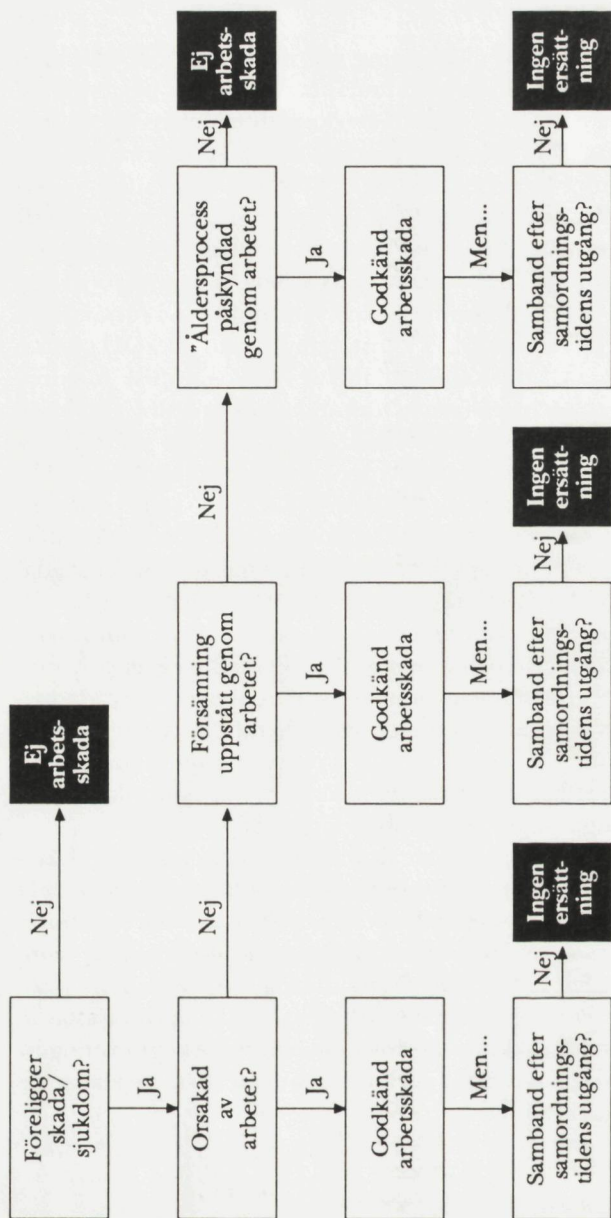 Föreligger
skada/
sjukdom?
Nej
Ej
arbets-
skada
Ja
Orsakad
av
arbetet?
Nej
Försämring
uppstått genom
arbetet?
Nej
"Åldersprocess
påskyndad
genom arbetet?
Nej
Ej
arbets-
skada
Ja
Ja
Ja
Godkänd
arbetsskada
Godkänd
arbetsskada
Godkänd
arbetsskada
Men...
Men...
Men...
Samband efter
samordnings-
tidens utgång?
Nej
Ingen
ersätt-
ning
Samband efter
samordnings-
tidens utgång?
Nej
Ingen
ersätt-
ning
Samband efter
samordnings-
tidens utgång?
Nej
Ingen
ersätt-
ning